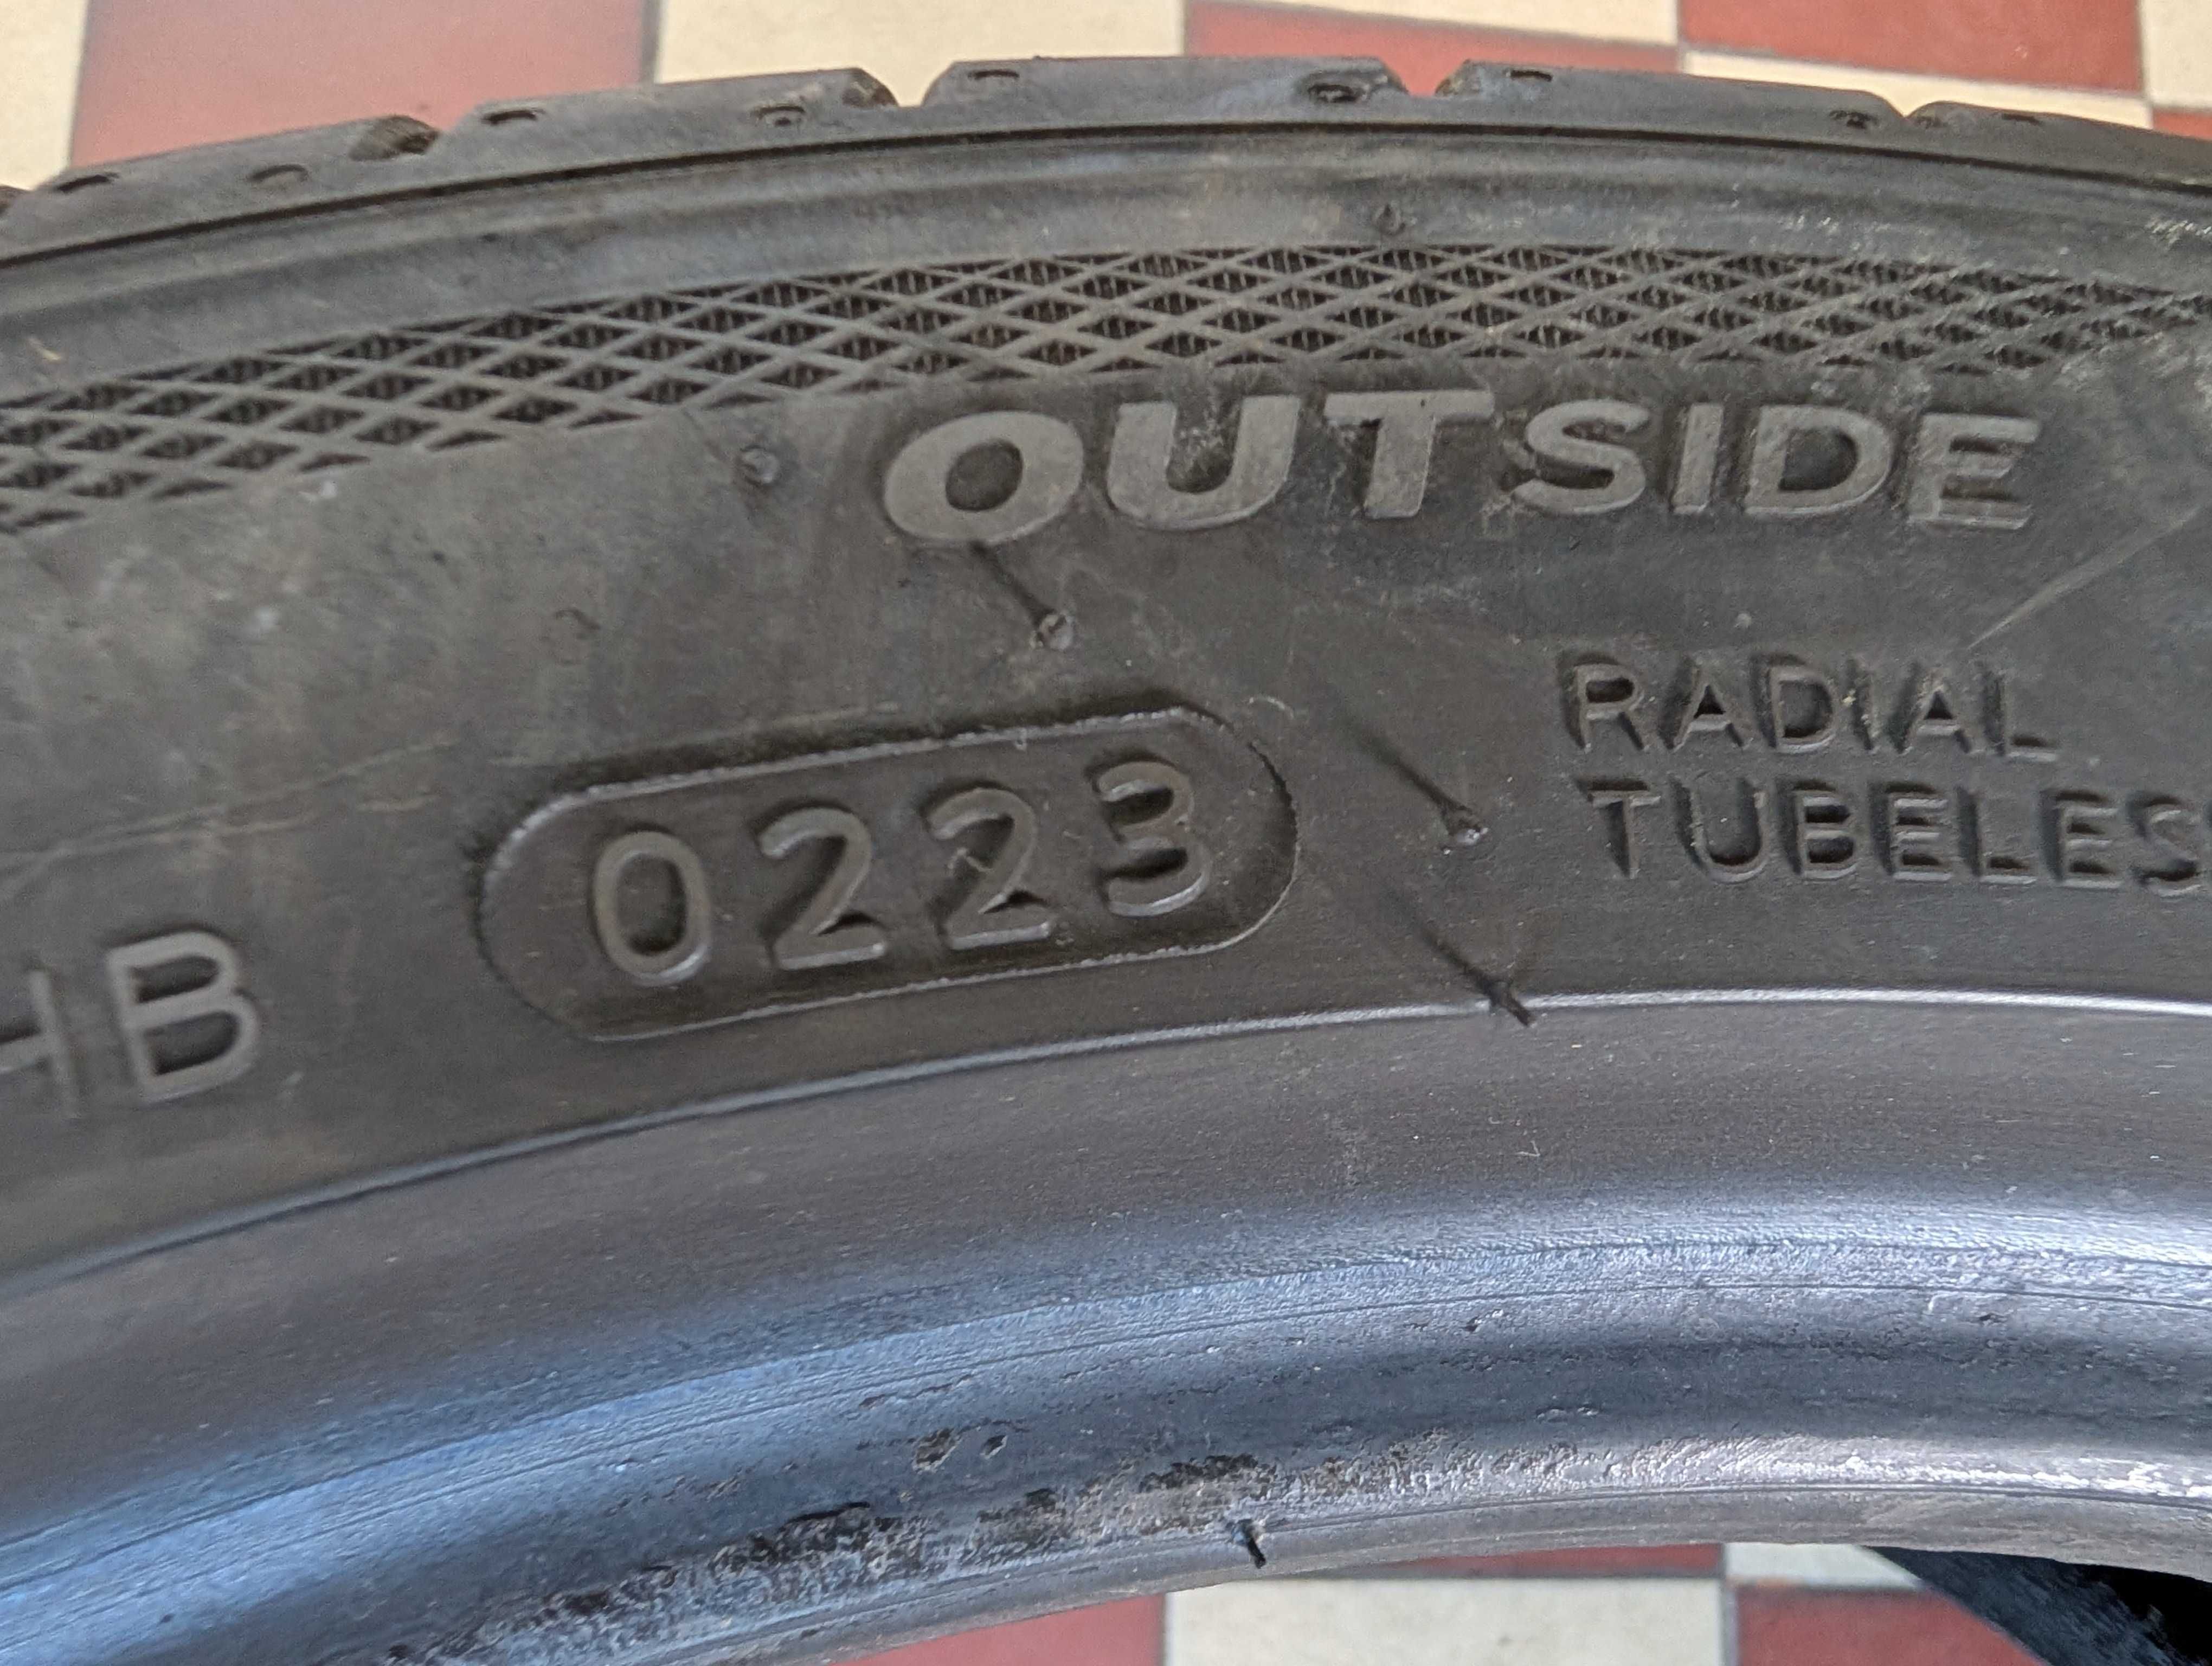 OUTSIDE
RADIAL
TUBELES
HB 0223